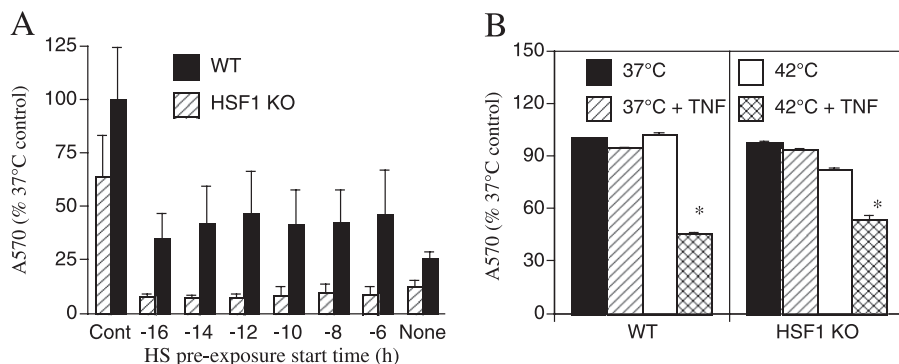 A
A570 (% 37°C control)
125
100
75
50
25
0
WT
HSF1 KO
Cont -16 -14 -12 -10 -8 -6 None
HS pre-exposure start time (h)
B
A570 (% 37°C control)
150
120
90
60
30
0
37°C 42°C
37°C + TNF 42°C + TNF
* *
WT HSF1 KO